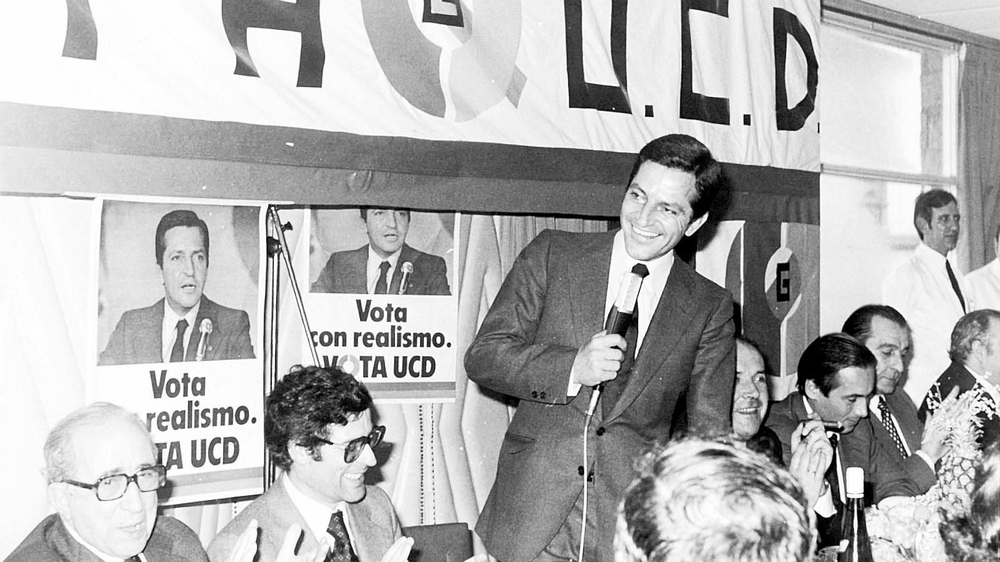 G U.C.D.
Vota
realismo.
TA UCD
Vota
con realismo.
VOTA UCD
G